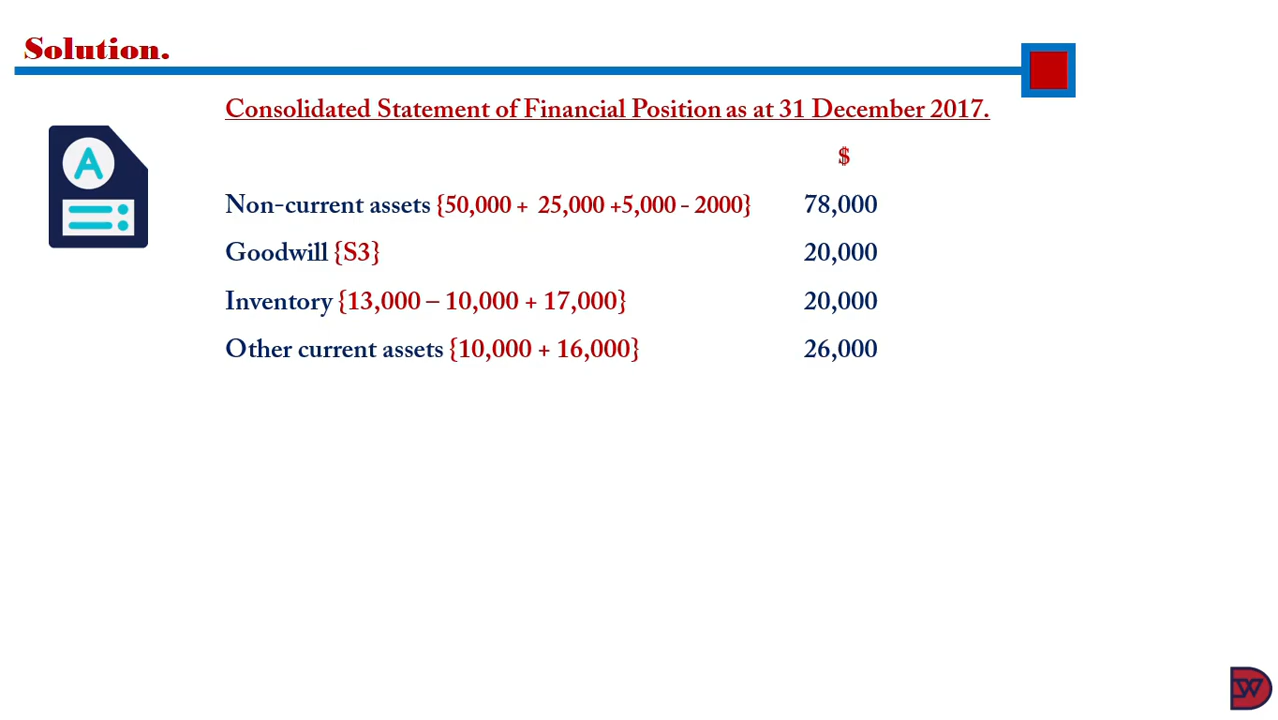 Solution.
Consolidated Statement of Financial Position as at 31 December 2017.
$
Non-current assets {50,000 + 25,000 +5,000 - 2000} 78,000
Goodwill {S3} 20,000
Inventory {13,000 – 10,000 + 17,000} 20,000
Other current assets {10,000 + 16,000} 26,000
A
DW